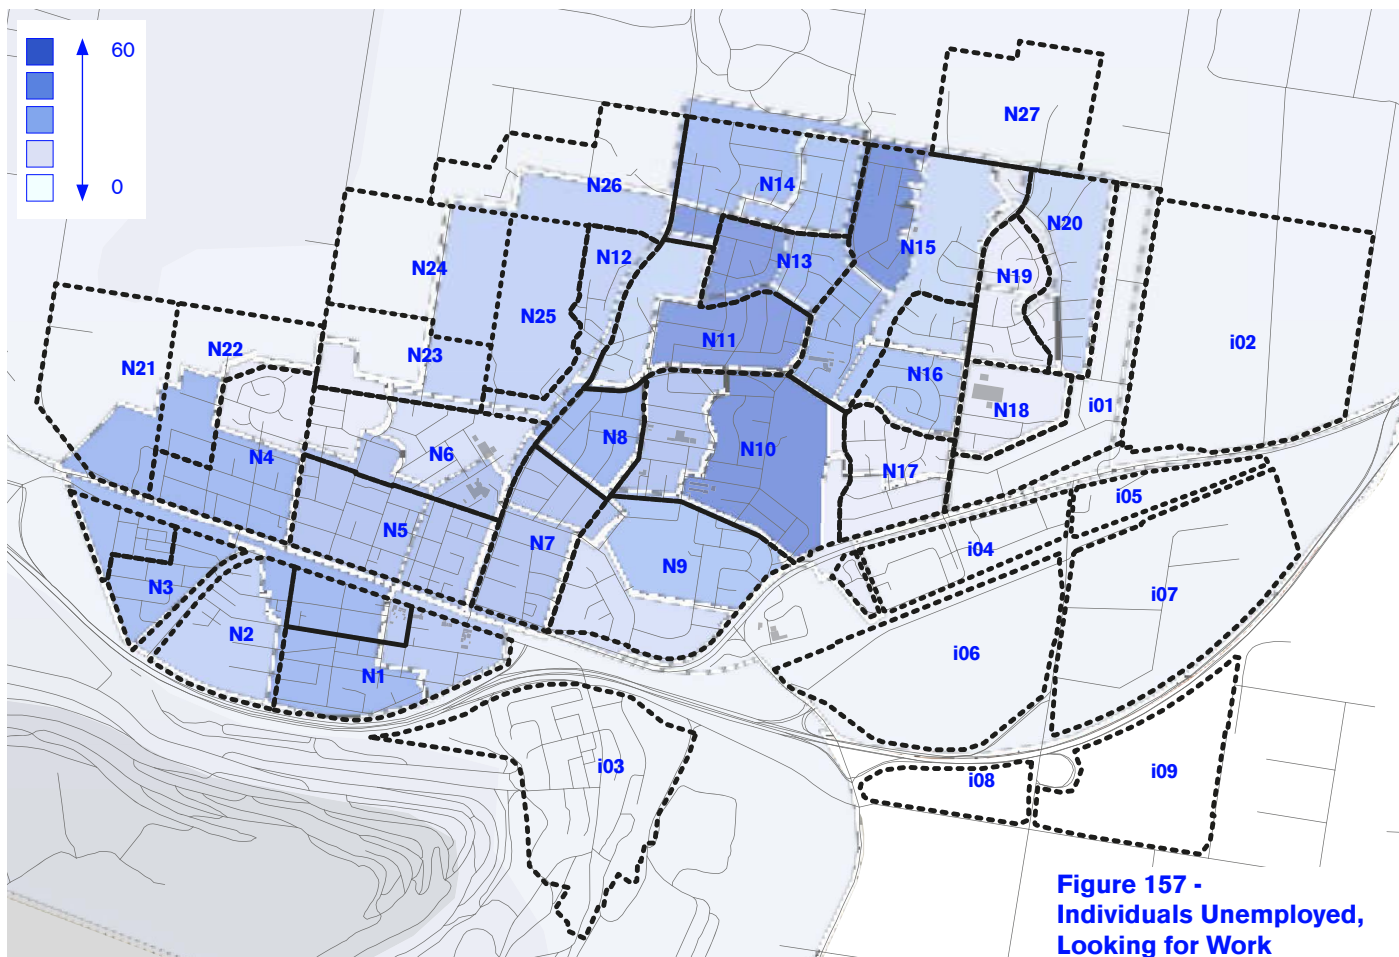 60
0
N27
N14
N26
N20
N12
N15
N13
N24
N19
N25
N11
i02
N22
N23
N21
N16
i01
N18
N8
N10
N6
N4
N17
i05
N5
N7
i04
N9
N3
i07
N2
i06
N1
i03
i09
i08
Figure 157 -
Individuals Unemployed,
Looking for Work